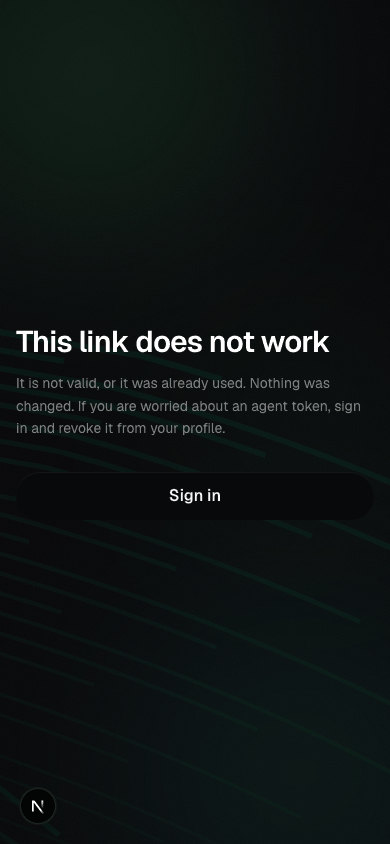 This link does not work
It is not valid, or it was already used. Nothing was
changed. If you are worried about an agent token, sign
in and revoke it from your profile.
Sign in
N